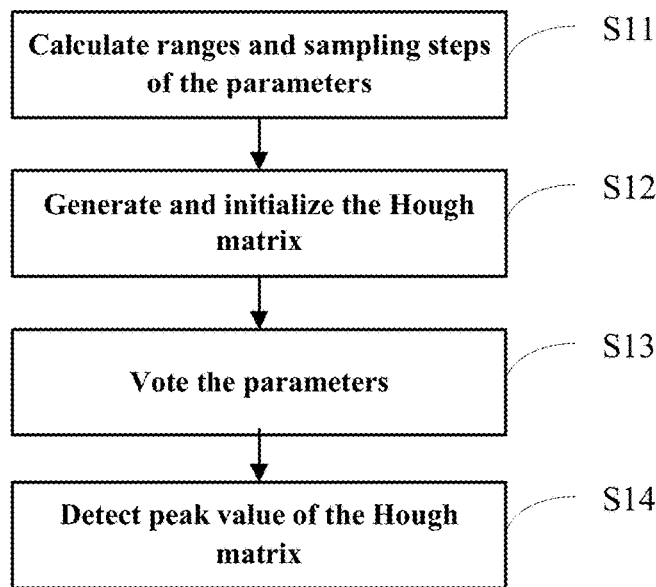 Calculate ranges and sampling steps
of the parameters
S11
Generate and initialize the Hough
matrix
S12
Vote the parameters
S13
Detect peak value of the Hough
matrix
S14